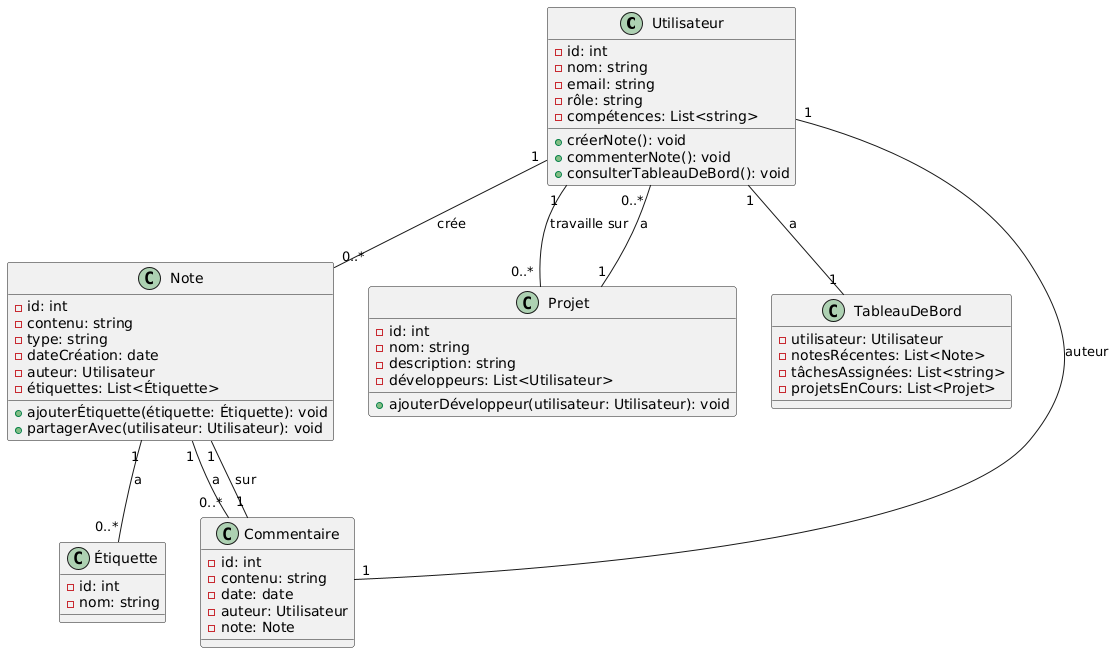 C Utilisateur
id: int
nom: string
email: string
rôle: string
compétences: List<string>
créerNote(): void
commenterNote(): void
consulterTableauDeBord(): void
1
1
1
0..*
1
crée
travaille sur
a
a
0..*
0..*
1
1
auteur
C Note
id: int
contenu: string
type: string
dateCréation: date
auteur: Utilisateur
étiquettes: List<Étiquette>
ajouterÉtiquette(étiquette: Étiquette): void
partagerAvec(utilisateur: Utilisateur): void
C Projet
id: int
nom: string
description: string
développeurs: List<Utilisateur>
ajouterDéveloppeur(utilisateur: Utilisateur): void
C TableauDeBord
utilisateur: Utilisateur
notesRécentes: List<Note>
tâchesAssignées: List<string>
projetsEnCours: List<Projet>
1
1
1
a
a
sur
0..*
0..*
1
1
C Étiquette
id: int
nom: string
C Commentaire
id: int
contenu: string
date: date
auteur: Utilisateur
note: Note